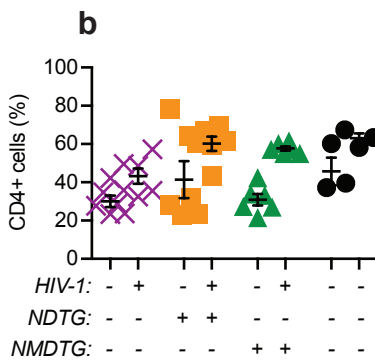 b
CD4+ cells (%)
100
80
60
40
20
0
HIV-1: - + - + - + - +
NDTG: - - + + - - - -
NMDTG: - - - - + + - -